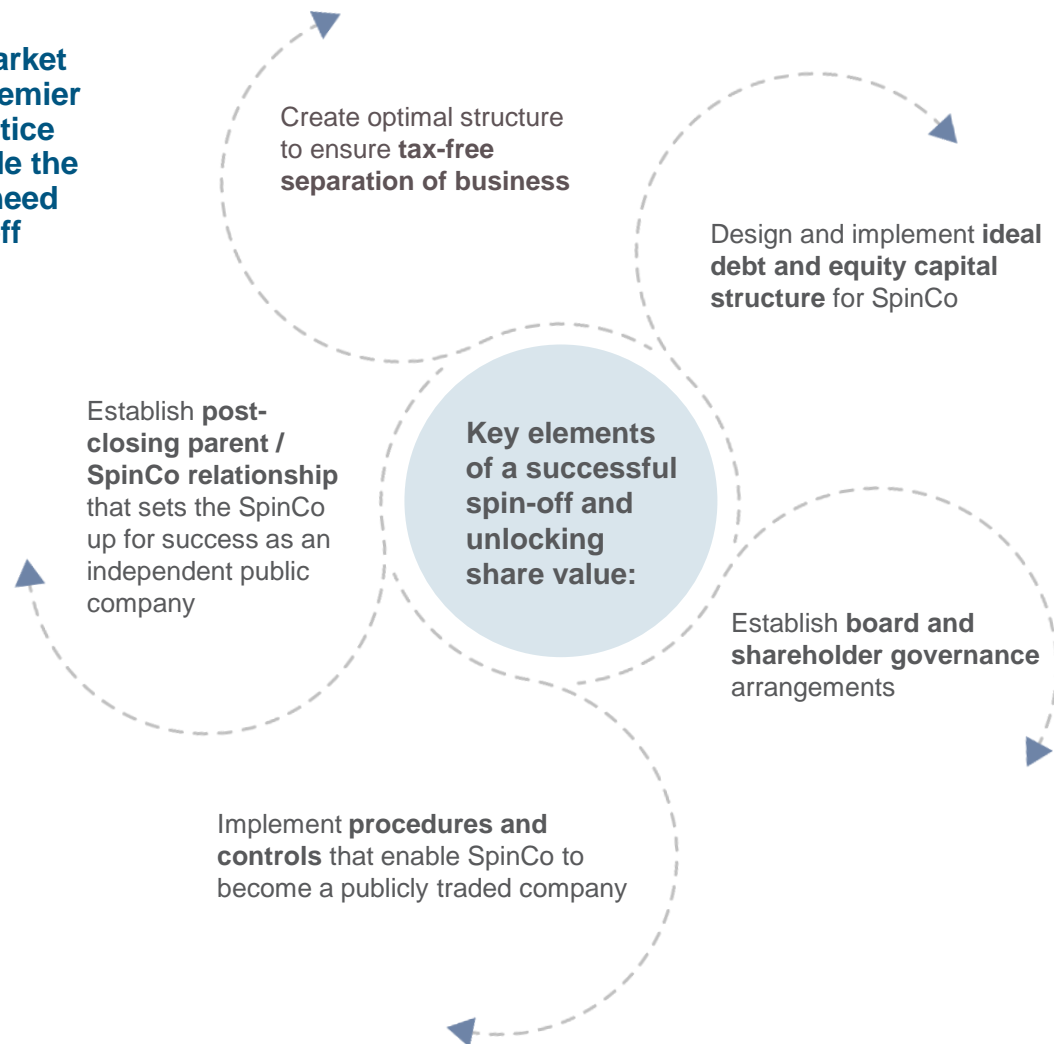 arket
emier
tice
le the
need
ff
Create optimal structure
to ensure tax-free
separation of business
Design and implement ideal
debt and equity capital
structure for SpinCo
Establish post-
closing parent /
SpinCo relationship
that sets the SpinCo
up for success as an
independent public
company
Key elements
of a successful
spin-off and
unlocking
share value:
Establish board and
shareholder governance
arrangements
Implement procedures and
controls that enable SpinCo to
become a publicly traded company